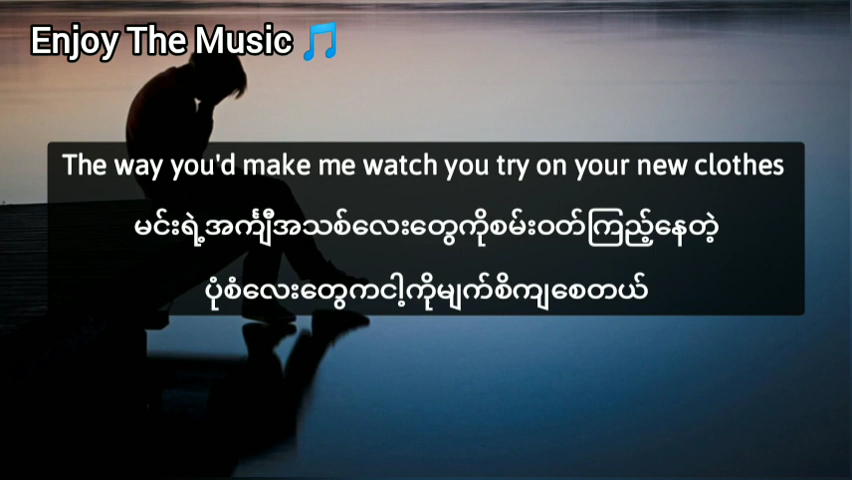 Enjoy The Music 🎵
The way you'd make me watch you try on your new clothes
မင်းရဲ့အင်္ကျီအသစ်လေးတွေကိုစမ်းဝတ်ကြည့်နေတဲ့
ပုံစံလေးတွေကငါ့ကိုမျက်စိကျစေတယ်